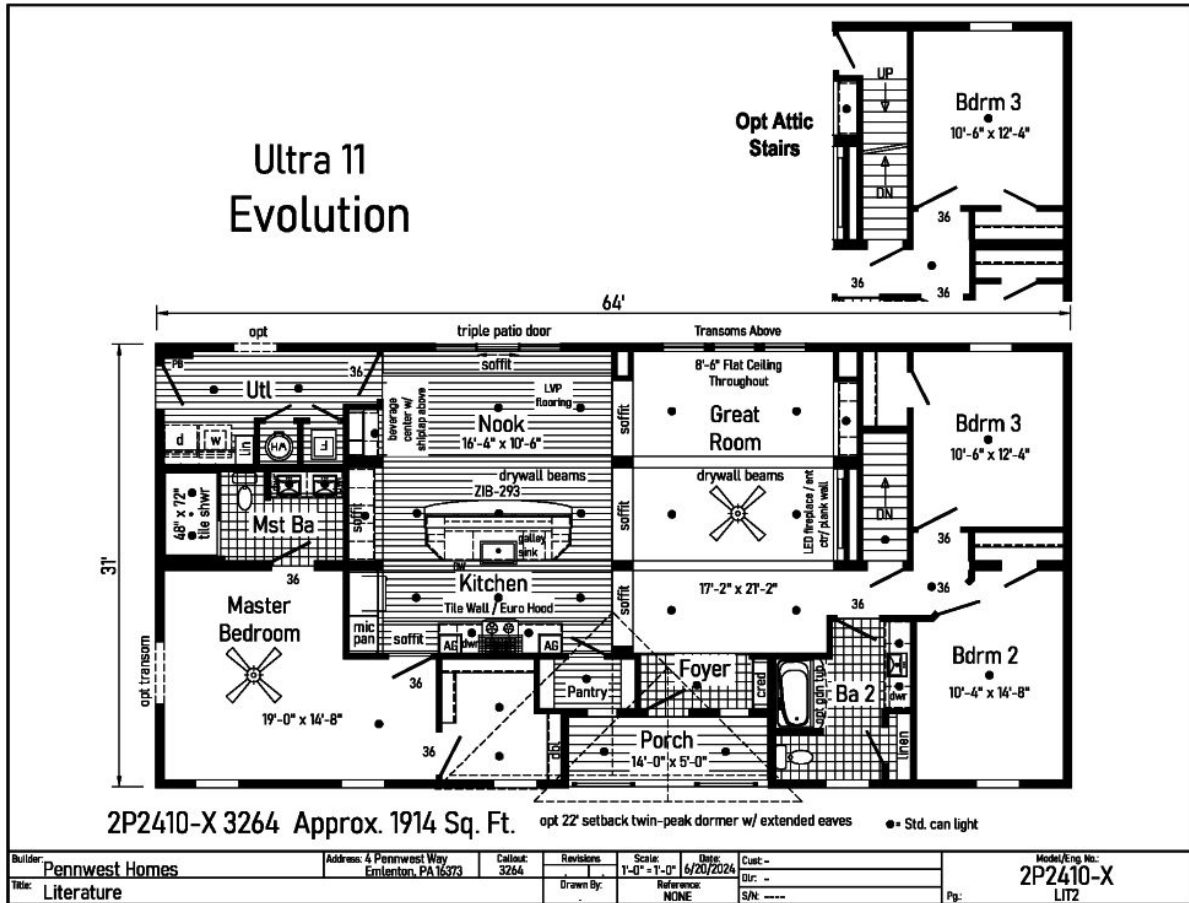 Ultra 11
Evolution
Opt Attic
Stairs
UP
DN
Bdrm 3
10'-6" x 12'-4"
36
36
36
64'
31'
opt
triple patio door
Transoms Above
PB
Utl
36
soffit
beverage
center w/
shiplap above
LVP
flooring
Nook
16'-4" x 10'-6"
soffit
8'-6" Flat Ceiling
Throughout
Great
Room
Bdrm 3
10'-6" x 12'-4"
d
w
Lin
WH
F
48" x 72"
tile shwr
Mst Ba
soffit
drywall beams
ZIB-293
galley
sink
DW
soffit
drywall beams
LED fireplace / ent
ctr/ plank wall
DN
36
36
Master
Bedroom
19'-0" x 14'-8"
opt transom
mic
pan
Kitchen
Tile Wall / Euro Hood
soffit
AG
dwr
AG
soffit
17'-2" x 21'-2"
36
36
36
36
Pantry
Foyer
cred
opt gdn tub
Ba 2
dwr
linen
Bdrm 2
10'-4" x 14'-8"
dbl
Porch
14'-0" x 5'-0"
2P2410-X 3264 Approx. 1914 Sq. Ft.
opt 22' setback twin-peak dormer w/ extended eaves
= Std. can light
Builder: Pennwest Homes
Address: 4 Pennwest Way
Emlenton, PA 16373
Callout:
3264
Revisions
Scale:
1'-0" = 1'-0"
Date:
6/20/2024
Cust: -
Dlr: -
S/N: ----
Model/Eng. No.:
2P2410-X
Title: Literature
Drawn By:
.
Reference:
NONE
Pg.: LIT2